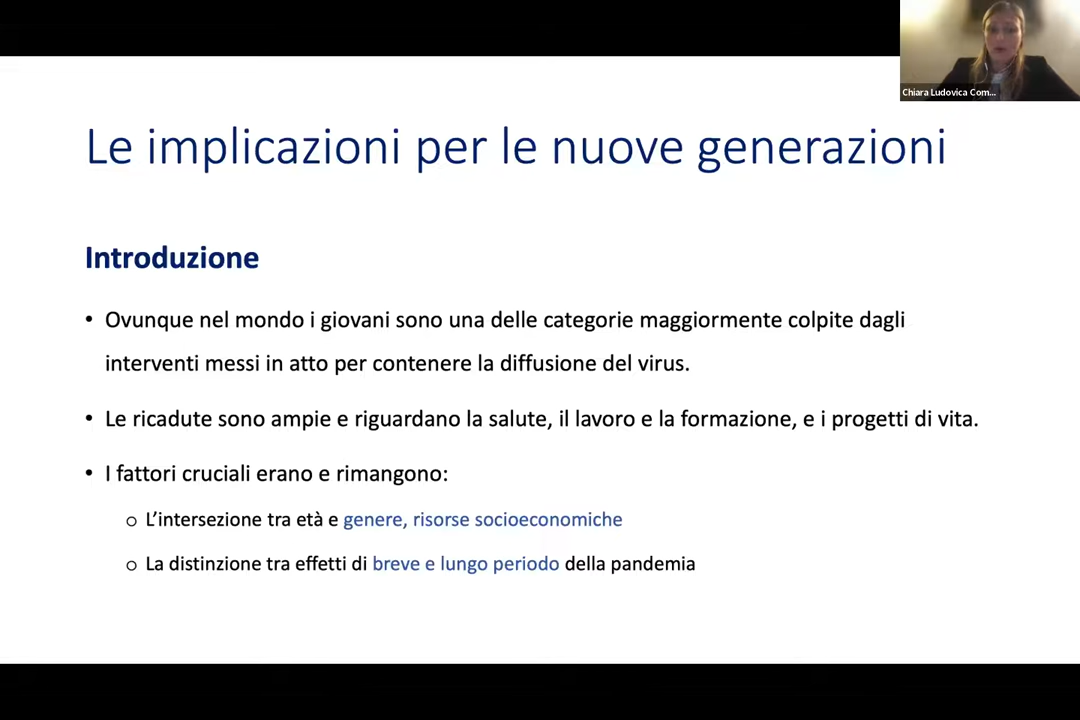 Chiara Ludovica Com...
Le implicazioni per le nuove generazioni
Introduzione
• Ovunque nel mondo i giovani sono una delle categorie maggiormente colpite dagli
interventi messi in atto per contenere la diffusione del virus.
• Le ricadute sono ampie e riguardano la salute, il lavoro e la formazione, e i progetti di vita.
• I fattori cruciali erano e rimangono:
o L’intersezione tra età e genere, risorse socioeconomiche
o La distinzione tra effetti di breve e lungo periodo della pandemia